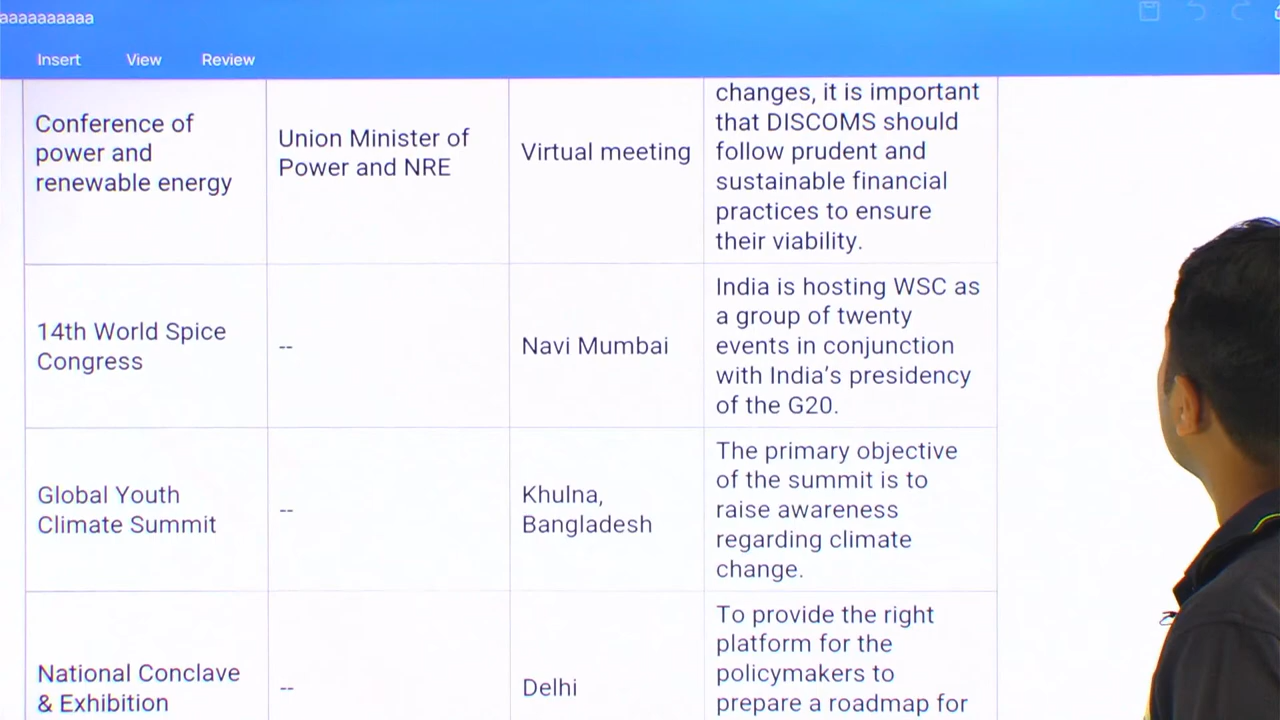 aaaaaaaaaa
Insert View Review
Conference of
power and
renewable energy
Union Minister of
Power and NRE
Virtual meeting
changes, it is important
that DISCOMS should
follow prudent and
sustainable financial
practices to ensure
their viability.
14th World Spice
Congress
--
Navi Mumbai
India is hosting WSC as
a group of twenty
events in conjunction
with India's presidency
of the G20.
Global Youth
Climate Summit
--
Khulna,
Bangladesh
The primary objective
of the summit is to
raise awareness
regarding climate
change.
National Conclave
& Exhibition
--
Delhi
To provide the right
platform for the
policymakers to
prepare a roadmap for